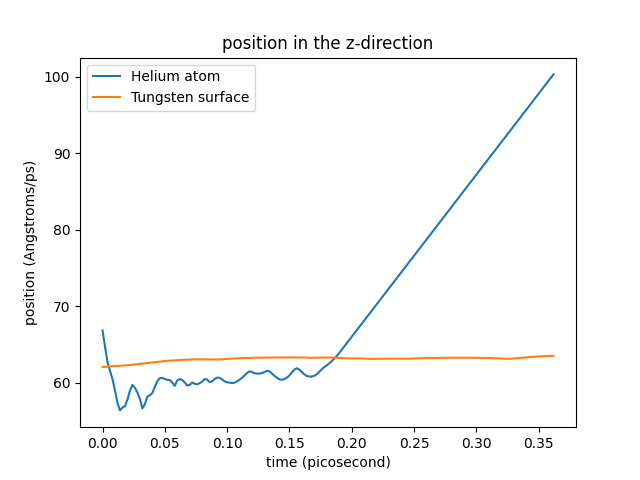 position in the z-direction
Helium atom
Tungsten surface
position (Angstroms/ps)
100
90
80
70
60
0.00 0.05 0.10 0.15 0.20 0.25 0.30 0.35
time (picosecond)